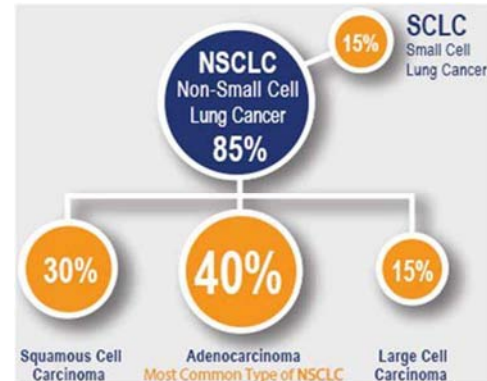 15%
SCLC
Small Cell
Lung Cancer
NSCLC
Non-Small Cell
Lung Cancer
85%
30%
40%
15%
Squamous Cell
Carcinoma
Adenocarcinoma
Most Common Type of NSCLC
Large Cell
Carcinoma